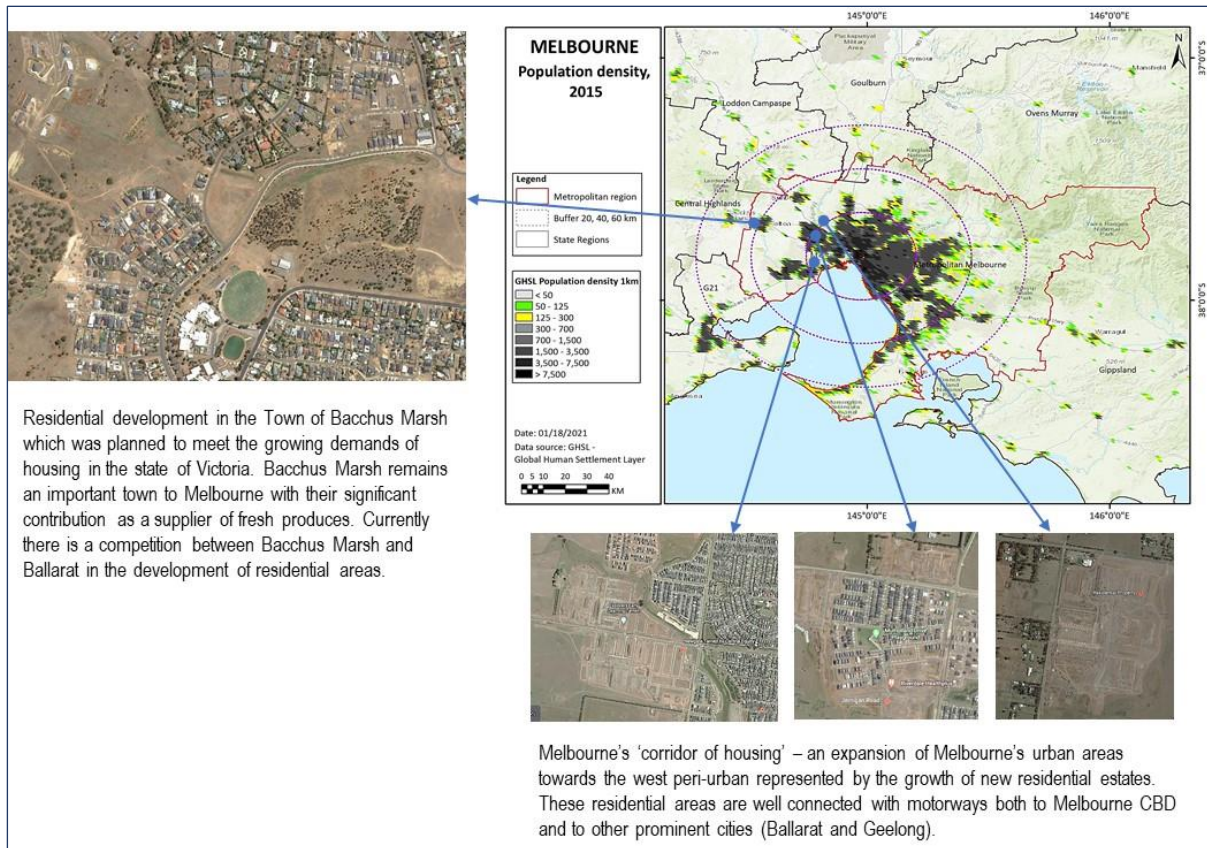 MELBOURNE
Population density,
2015
Legend
Metropolitan region
Buffer 20, 40, 60 km
State Regions
GHSL Population density 1km
< 50
50 - 125
125 - 300
300 - 700
700 - 1,500
1,500 - 3,500
3,500 - 7,500
> 7,500
Date: 01/18/2021
Data source: GHSL -
Global Human Settlement Layer
0 5 10 20 30 40
KM
145°0'0"E
146°0'0"E
N
37°0'0"S
38°0'0"S
Puckapunyal
Military
Area
Seymour
Goulburn
Mansfield
Loddon Campaspe
Ovens Murray
Central Highlands
Metropolitan Melbourne
G21
Warragul
Gippsland
145°0'0"E
146°0'0"E
Residential development in the Town of Bacchus Marsh
which was planned to meet the growing demands of
housing in the state of Victoria. Bacchus Marsh remains
an important town to Melbourne with their significant
contribution as a supplier of fresh produces. Currently
there is a competition between Bacchus Marsh and
Ballarat in the development of residential areas.
Melbourne's 'corridor of housing' – an expansion of Melbourne's urban areas
towards the west peri-urban represented by the growth of new residential estates.
These residential areas are well connected with motorways both to Melbourne CBD
and to other prominent cities (Ballarat and Geelong).